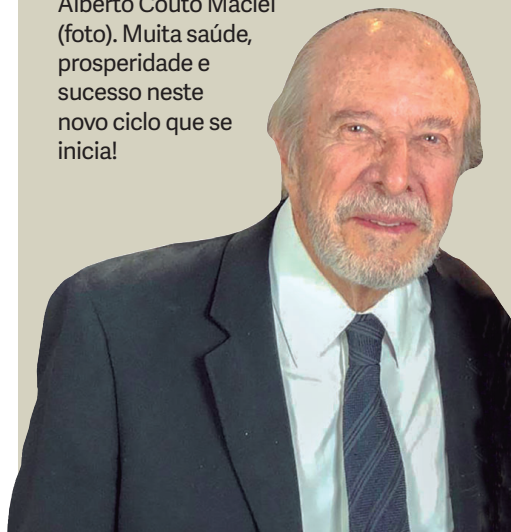 Alberto Couto Maciel
(foto). Muita saúde,
prosperidade e
sucesso neste
novo ciclo que se
inicia!